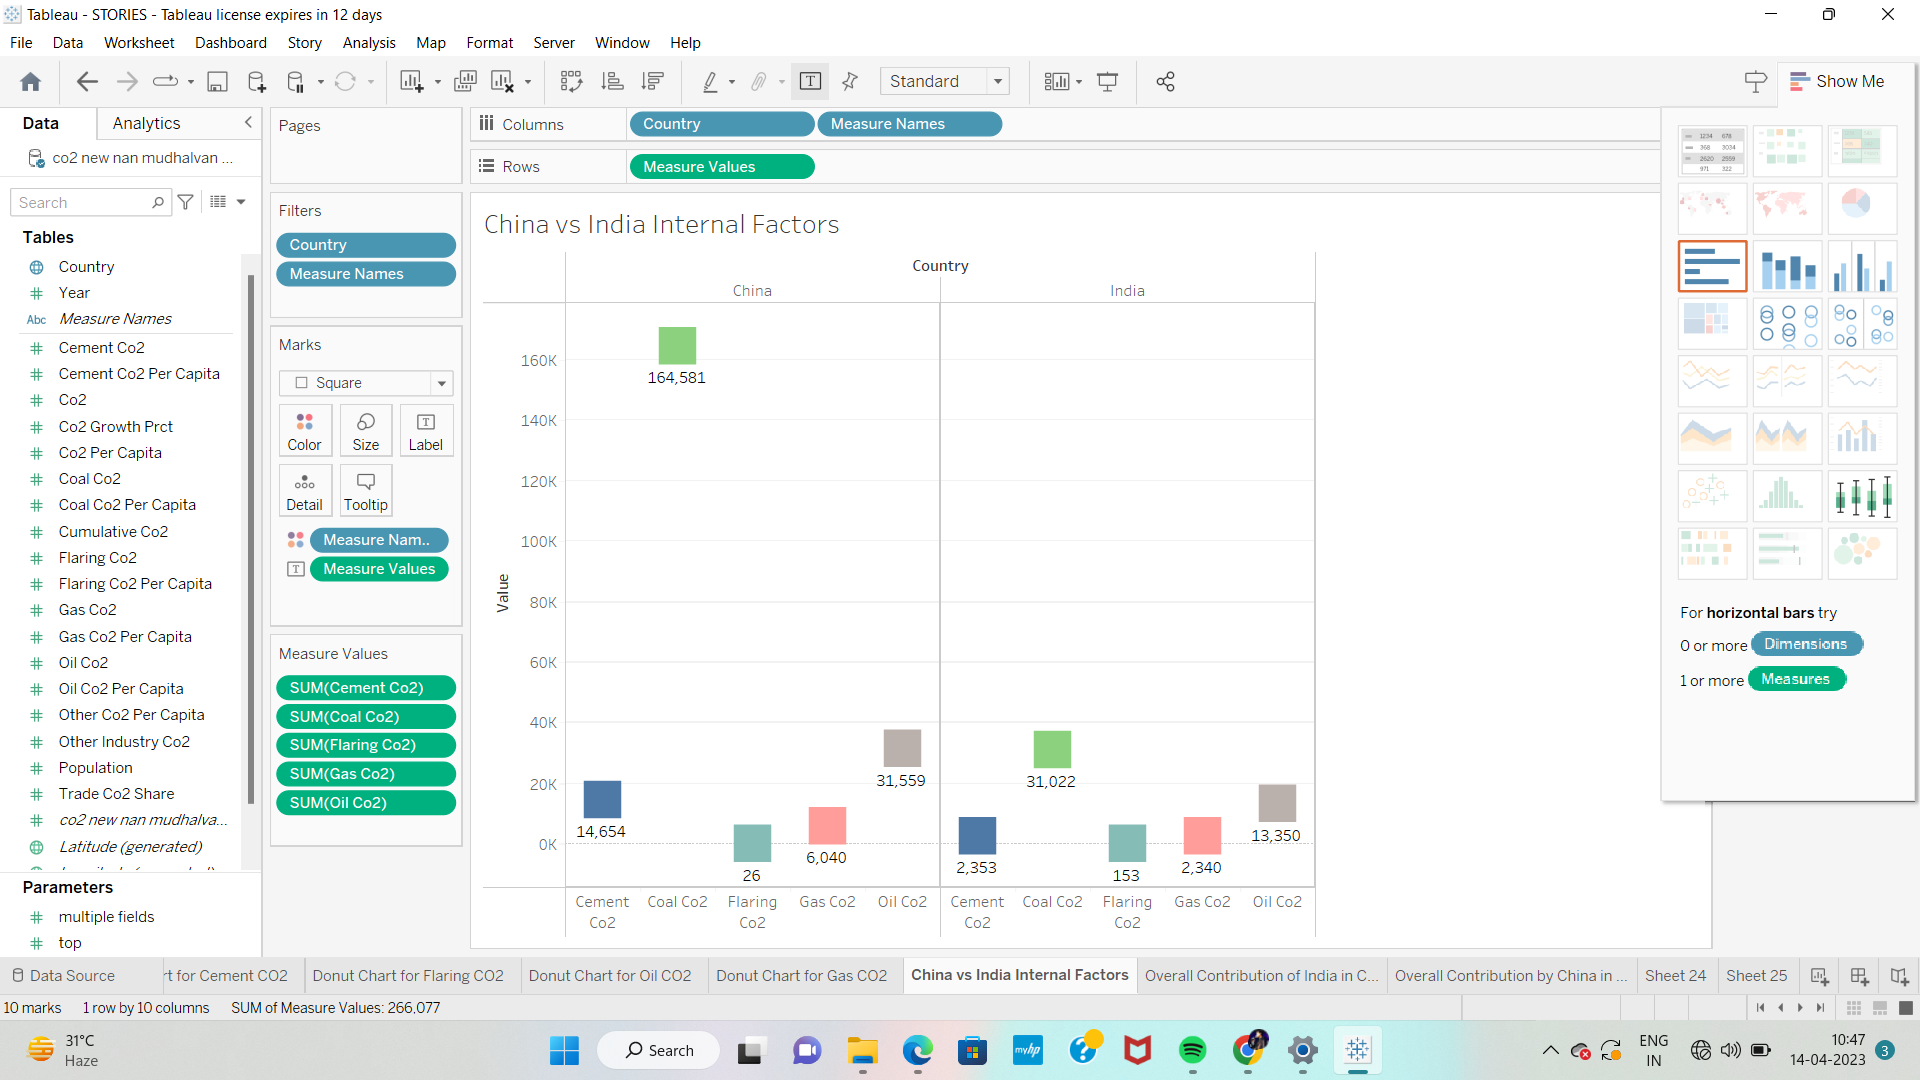 Tableau - STORIES - Tableau license expires in 12 days
File Data Worksheet Dashboard Story Analysis Map Format Server Window Help
Standard
Show Me
Data Analytics
co2 new nan mudhalvan ...
Search
Tables
Country
Year
Abc Measure Names
Cement Co2
Cement Co2 Per Capita
Co2
Co2 Growth Prct
Co2 Per Capita
Coal Co2
Coal Co2 Per Capita
Cumulative Co2
Flaring Co2
Flaring Co2 Per Capita
Gas Co2
Gas Co2 Per Capita
Oil Co2
Oil Co2 Per Capita
Other Co2 Per Capita
Other Industry Co2
Population
Trade Co2 Share
co2 new nan mudhalva...
Latitude (generated)
Parameters
multiple fields
top
Pages
Filters
Country
Measure Names
Marks
Square
Color Size Label
Detail Tooltip
Measure Nam..
Measure Values
Measure Values
SUM(Cement Co2)
SUM(Coal Co2)
SUM(Flaring Co2)
SUM(Gas Co2)
SUM(Oil Co2)
Columns Country Measure Names
Rows Measure Values
China vs India Internal Factors
Country
China India
Value
160K
140K
120K
100K
80K
60K
40K
20K
0K
164,581
14,654
26
6,040
31,559
2,353
31,022
153
2,340
13,350
Cement Co2 Coal Co2 Flaring Co2 Gas Co2 Oil Co2 Cement Co2 Coal Co2 Flaring Co2 Gas Co2 Oil Co2
1234 678
368 3034
2620 2559
971 322
For horizontal bars try
0 or more Dimensions
1 or more Measures
Data Source rt for Cement CO2 Donut Chart for Flaring CO2 Donut Chart for Oil CO2 Donut Chart for Gas CO2 China vs India Internal Factors Overall Contribution of India in C... Overall Contribution by China in ... Sheet 24 Sheet 25
10 marks 1 row by 10 columns SUM of Measure Values: 266,077
31°C
Haze
Search
myhp
ENG
IN
10:47
14-04-2023
3